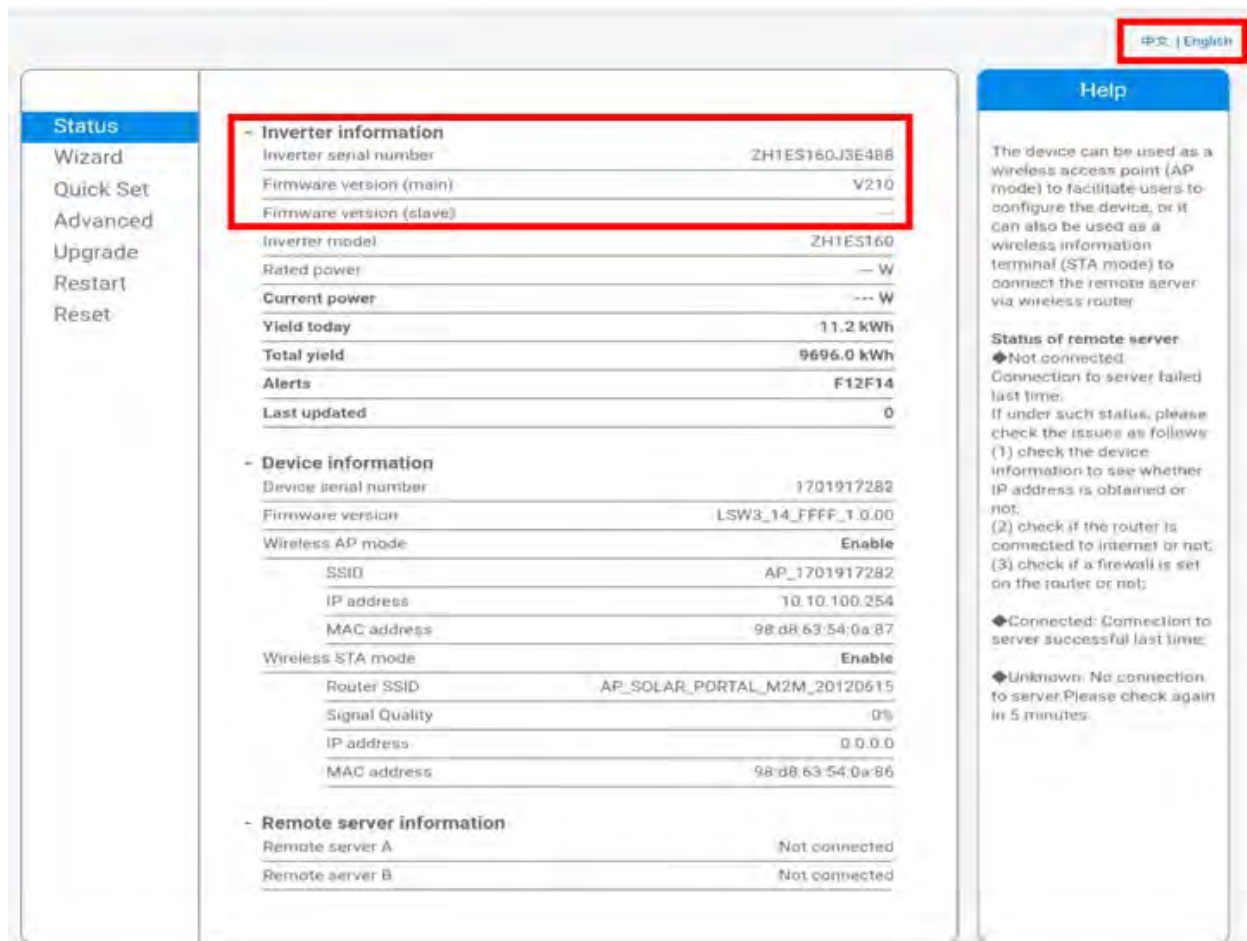 中文 | English
Status
Wizard
Quick Set
Advanced
Upgrade
Restart
Reset
- Inverter information
Inverter serial number ZH1ES160J3E488
Firmware version (main) V210
Firmware version (slave) ---
Inverter model ZH1ES160
Rated power --- W
Current power --- W
Yield today 11.2 kWh
Total yield 9696.0 kWh
Alerts F12F14
Last updated 0
- Device information
Device serial number 1701917282
Firmware version LSW3_14_FFFF_1.0.00
Wireless AP mode Enable
SSID AP_1701917282
IP address 10.10.100.254
MAC address 98:d8:63:54:0a:87
Wireless STA mode Enable
Router SSID AP_SOLAR_PORTAL_M2M_20120615
Signal Quality 0%
IP address 0.0.0.0
MAC address 98:d8:63:54:0a:86
- Remote server information
Remote server A Not connected
Remote server B Not connected
Help
The device can be used as a
wireless access point (AP
mode) to facilitate users to
configure the device, or it
can also be used as a
wireless information
terminal (STA mode) to
connect the remote server
via wireless router
Status of remote server
◆Not connected
Connection to server failed
last time;
If under such status, please
check the issues as follows
(1) check the device
information to see whether
IP address is obtained or
not;
(2) check if the router is
connected to internet or not;
(3) check if a firewall is set
on the router or not;
◆Connected: Connection to
server successful last time;
◆Unknown: No connection
to server.Please check again
in 5 minutes